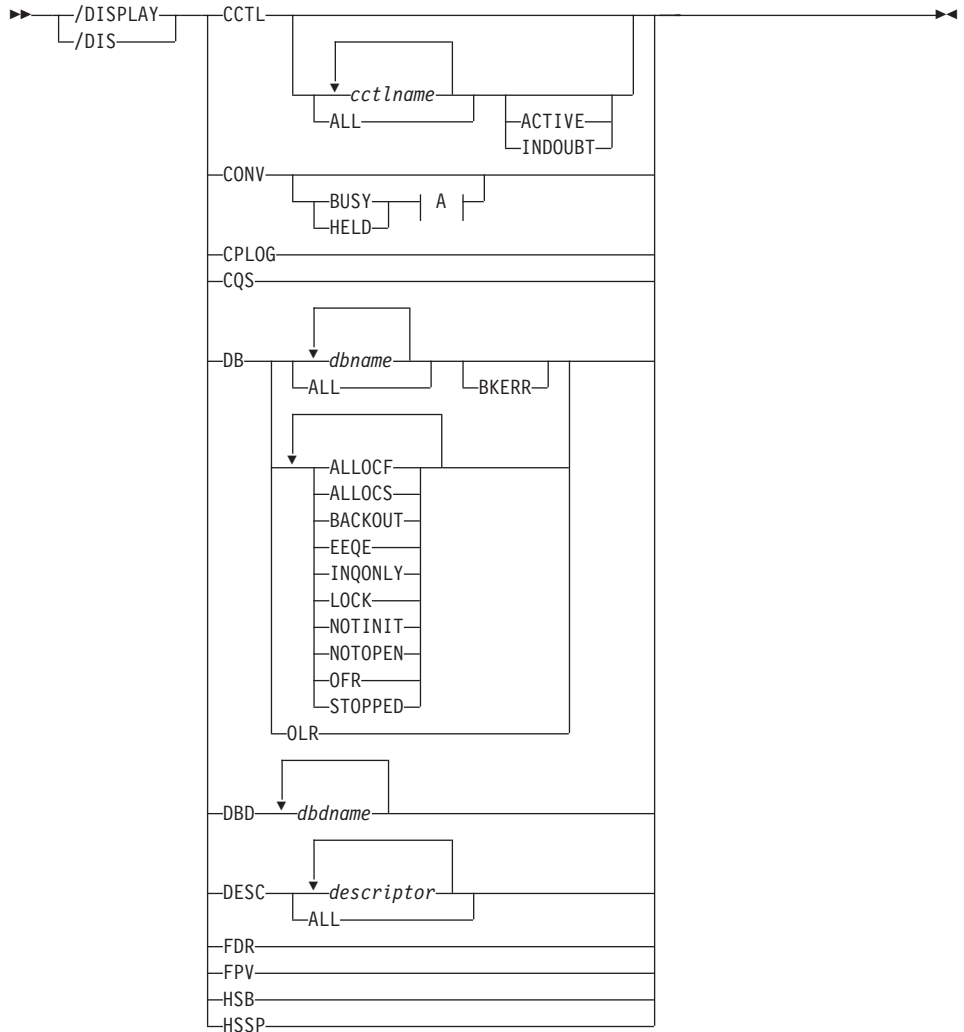 /DISPLAY CCTL
/DIS
cctlname
ALL ACTIVE
INDOUBT
CONV
BUSY A
HELD
CPLOG
CQS
DB dbname
ALL BKERR
ALLOCF
ALLOCS
BACKOUT
EEQE
INQONLY
LOCK
NOTINIT
NOTOPEN
OFR
STOPPED
OLR
DBD dbdname
DESC descriptor
ALL
FDR
FPV
HSB
HSSP